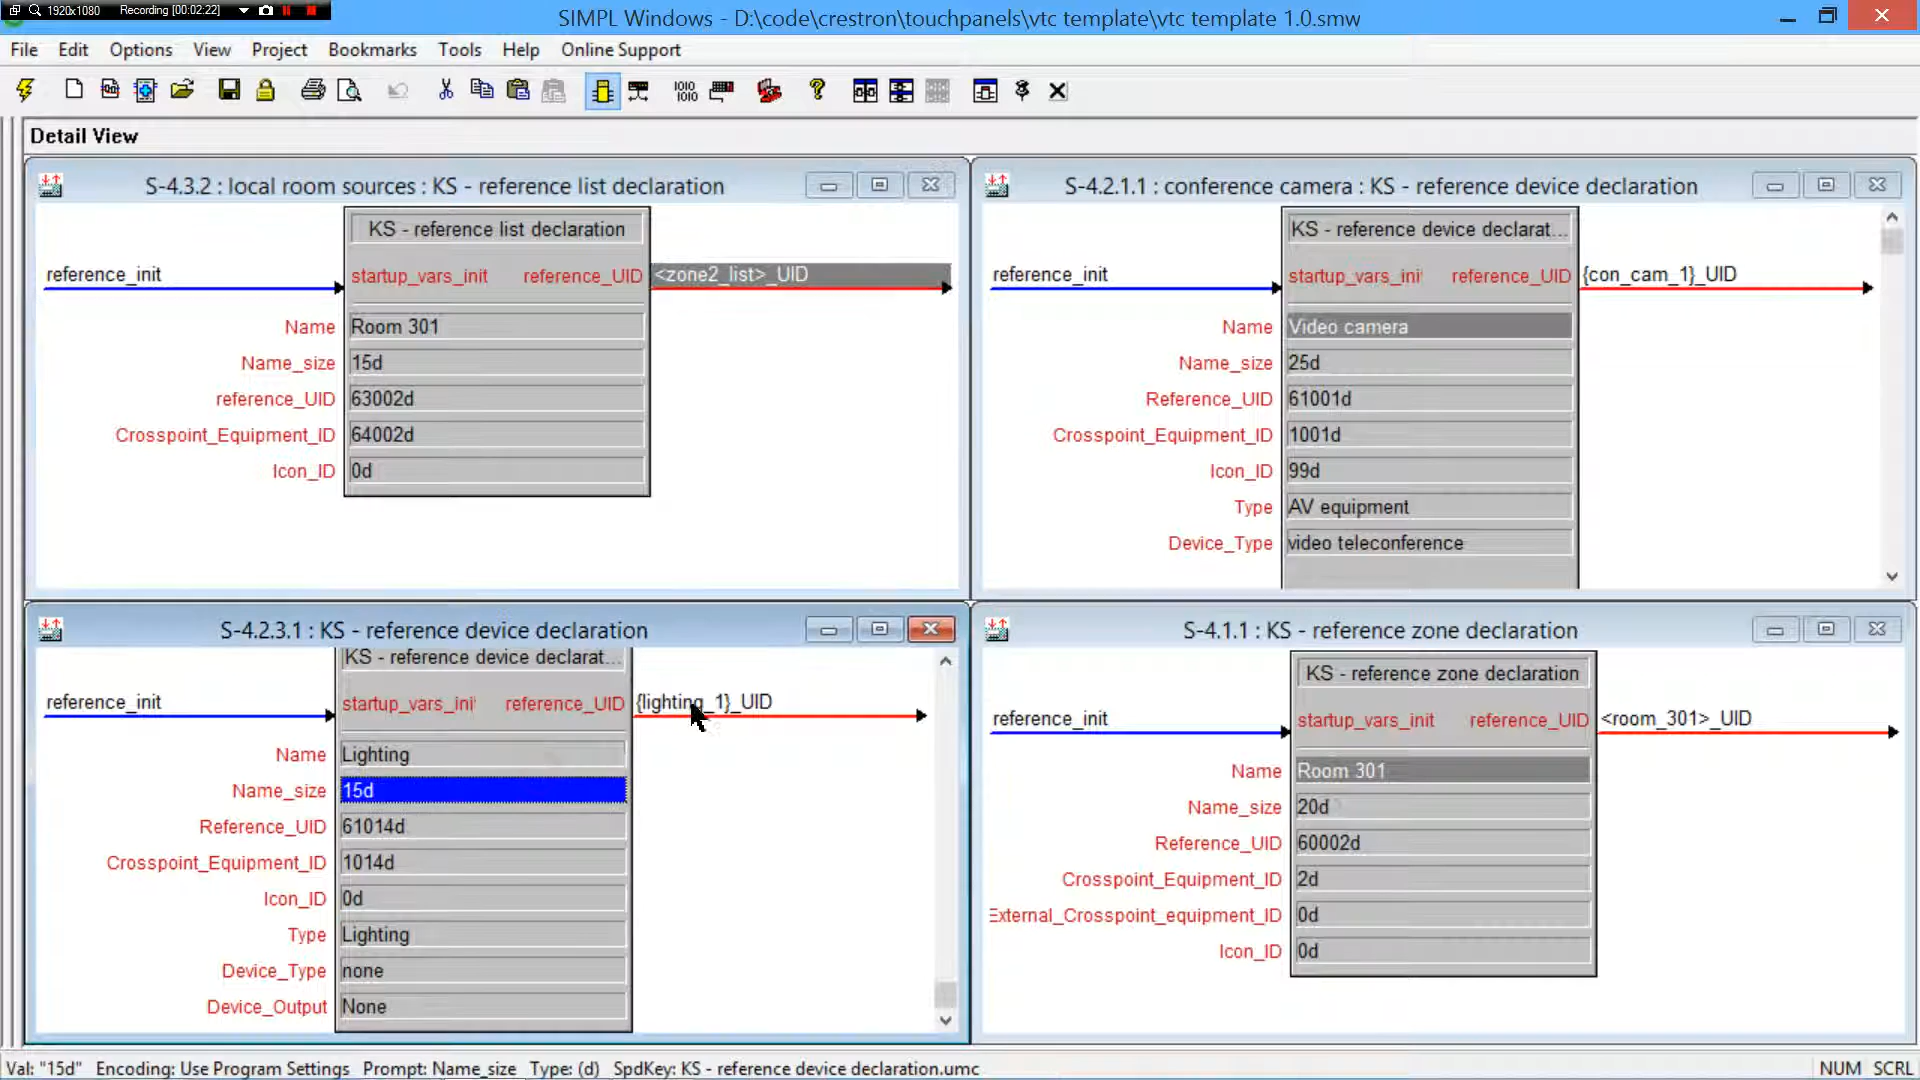 1920x1080 Recording [00:02:22]
SIMPL Windows - D:\code\crestron\touchpanels\vtc template\vtc template 1.0.smw
File Edit Options View Project Bookmarks Tools Help Online Support
Detail View
S-4.3.2 : local room sources : KS - reference list declaration
KS - reference list declaration
reference_init startup_vars_init reference_UID <zone2_list>_UID
Name Room 301
Name_size 15d
reference_UID 63002d
Crosspoint_Equipment_ID 64002d
Icon_ID 0d
S-4.2.1.1 : conference camera : KS - reference device declaration
KS - reference device declarat...
reference_init startup_vars_ini reference_UID {con_cam_1}_UID
Name Video camera
Name_size 25d
Reference_UID 61001d
Crosspoint_Equipment_ID 1001d
Icon_ID 99d
Type AV equipment
Device_Type video teleconference
S-4.2.3.1 : KS - reference device declaration
KS - reference device declarat...
reference_init startup_vars_ini reference_UID {lighting_1}_UID
Name Lighting
Name_size 15d
Reference_UID 61014d
Crosspoint_Equipment_ID 1014d
Icon_ID 0d
Type Lighting
Device_Type none
Device_Output None
S-4.1.1 : KS - reference zone declaration
KS - reference zone declaration
reference_init startup_vars_init reference_UID <room_301>_UID
Name Room 301
Name_size 20d
Reference_UID 60002d
Crosspoint_Equipment_ID 2d
External_Crosspoint_equipment_ID 0d
Icon_ID 0d
Val: "15d" Encoding: Use Program Settings Prompt: Name_size Type: (d) SpdKey: KS - reference device declaration.umc NUM SCRL